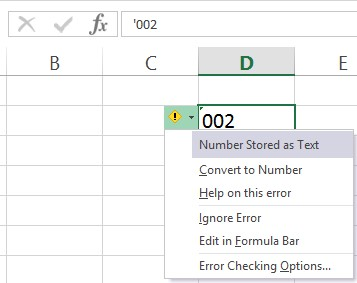 fx '002
B C D E
002
Number Stored as Text
Convert to Number
Help on this error
Ignore Error
Edit in Formula Bar
Error Checking Options...